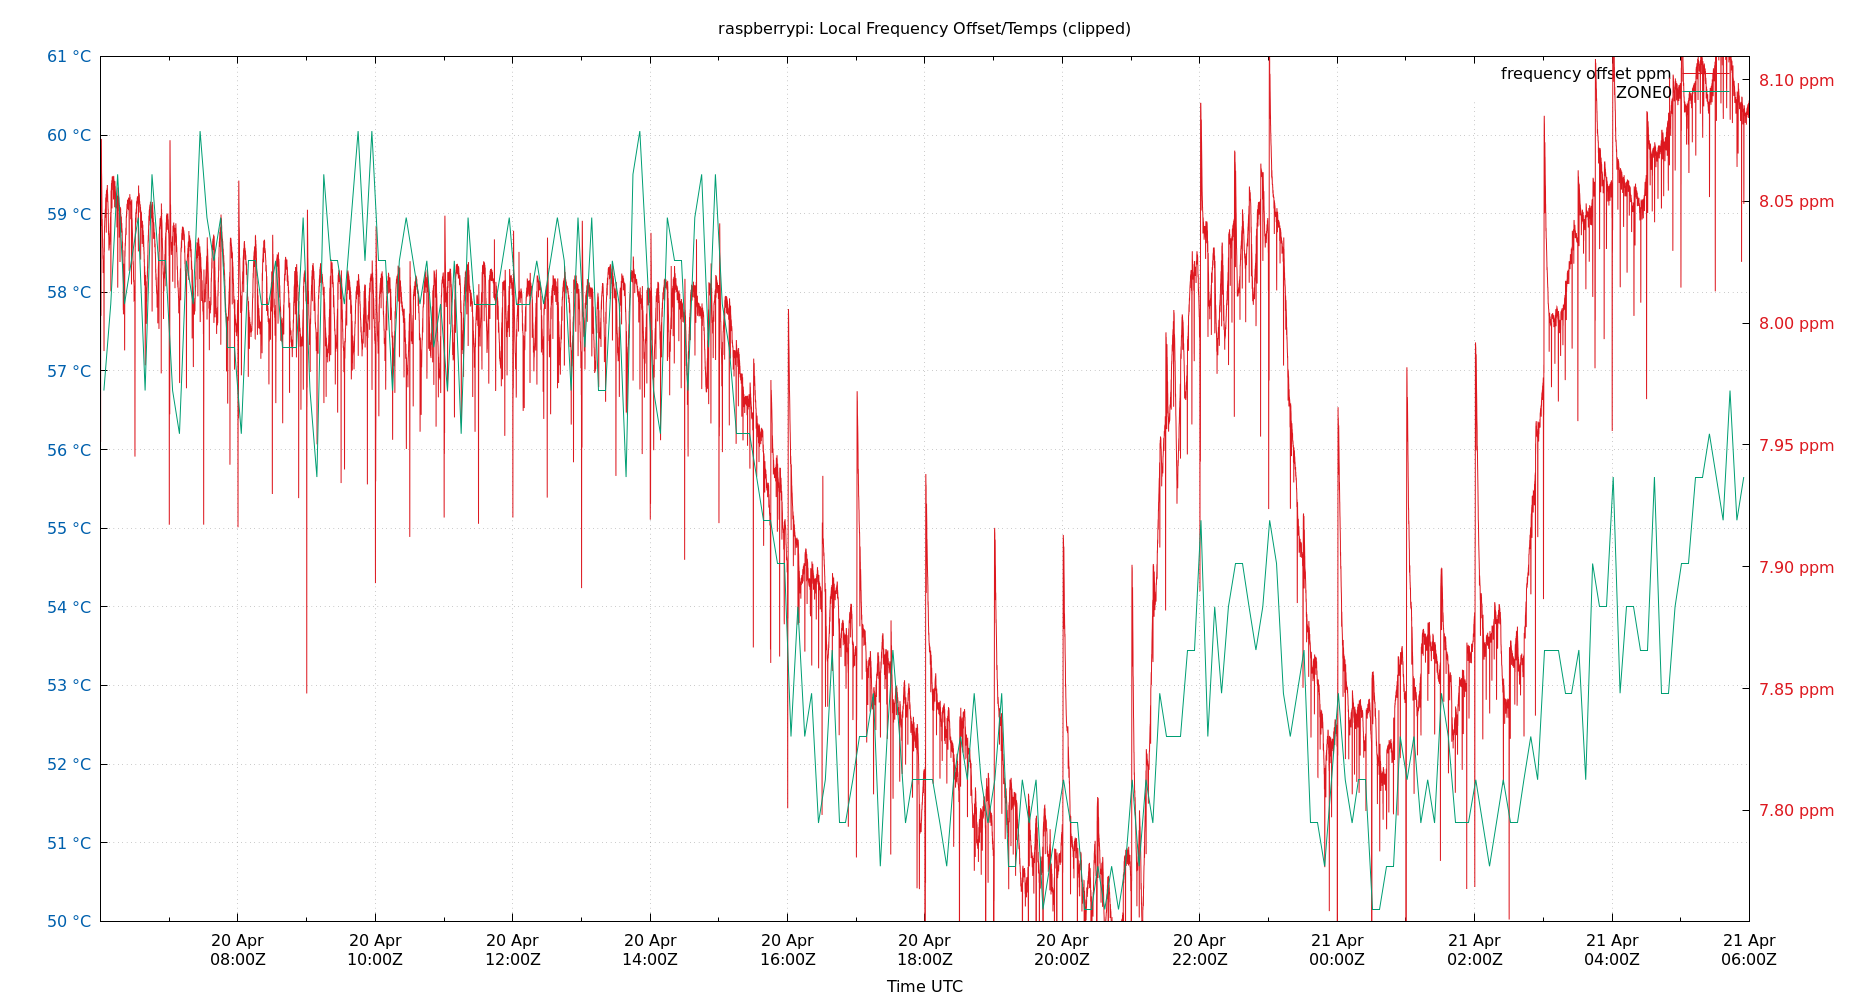 raspberrypi: Local Frequency Offset/Temps (clipped)
61 °C
60 °C
59 °C
58 °C
57 °C
56 °C
55 °C
54 °C
53 °C
52 °C
51 °C
50 °C
frequency offset ppm
ZONE0
8.10 ppm
8.05 ppm
8.00 ppm
7.95 ppm
7.90 ppm
7.85 ppm
7.80 ppm
20 Apr 20 Apr 20 Apr 20 Apr 20 Apr 20 Apr 20 Apr 20 Apr 21 Apr 21 Apr 21 Apr 21 Apr
08:00Z 10:00Z 12:00Z 14:00Z 16:00Z 18:00Z 20:00Z 22:00Z 00:00Z 02:00Z 04:00Z 06:00Z
Time UTC